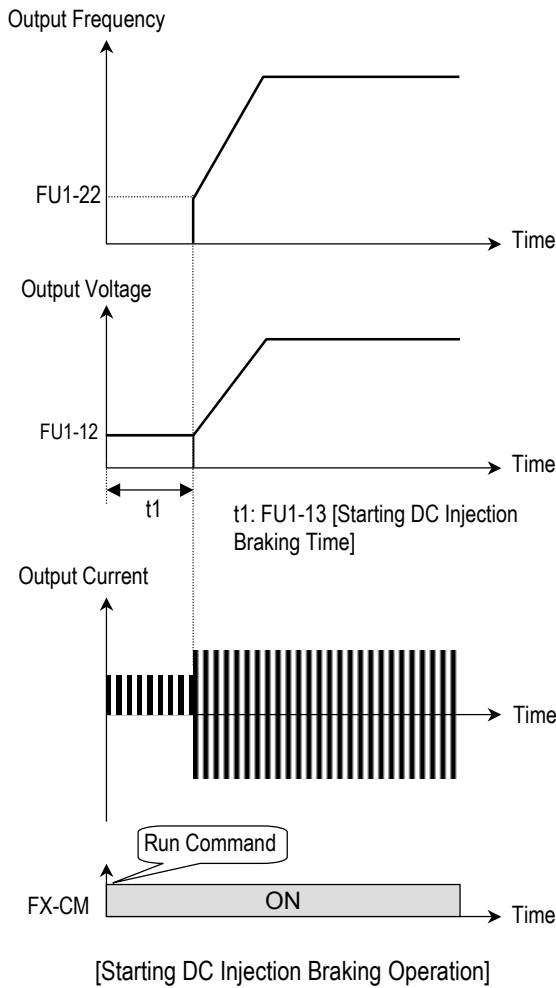 Output Frequency
FU1-22
Time
Output Voltage
FU1-12
Time
t1
t1: FU1-13 [Starting DC Injection
Braking Time]
Output Current
Time
Run Command
FX-CM
ON
Time
[Starting DC Injection Braking Operation]